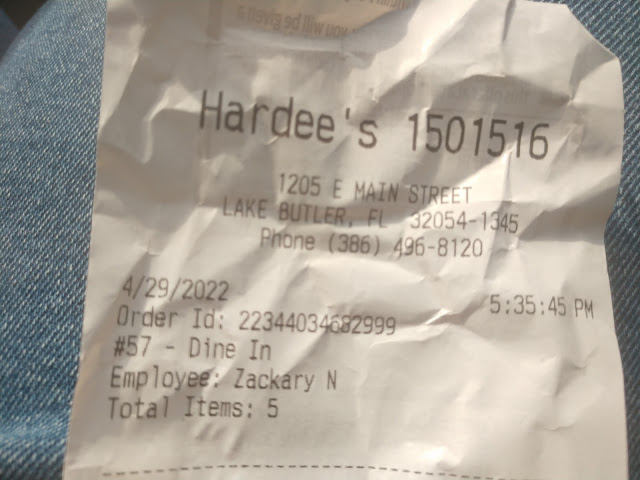 Hardee's 1501516
1205 E MAIN STREET
LAKE BUTLER, FL 32054-1345
Phone (386) 496-8120
4/29/2022 5:35:45 PM
Order Id: 22344034682999
#57 - Dine In
Employee: Zackary N
Total Items: 5